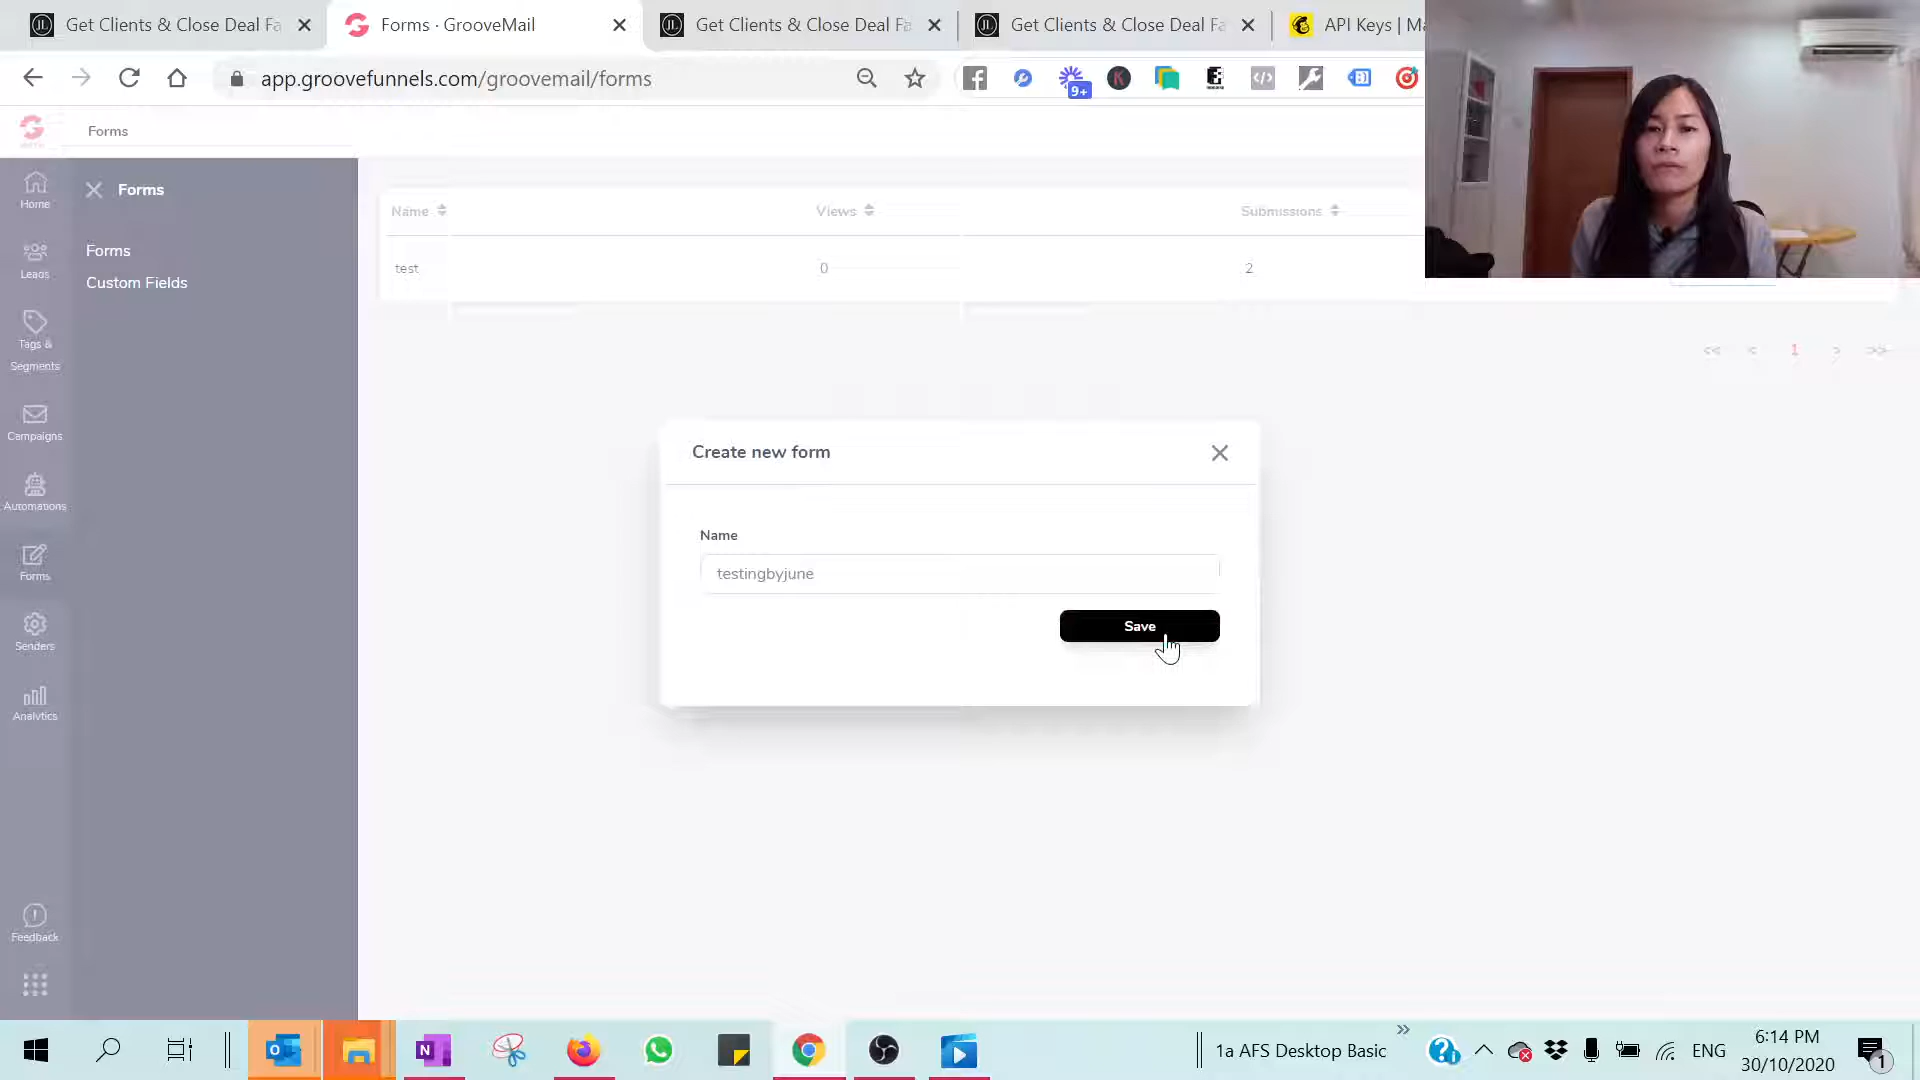 Get Clients & Close Deal Fa
Forms · GrooveMail
Get Clients & Close Deal Fa
Get Clients & Close Deal Fa
API Keys | Ma
app.groovefunnels.com/groovemail/forms
9+
Forms
Home
Leads
Tags &
Segments
Campaigns
Automations
Forms
Senders
Analytics
Feedback
Forms
Forms
Custom Fields
Name
Views
Submissions
test
0
2
<<
<
1
>
>>
Create new form
Name
testingbyjune
Save
1a AFS Desktop Basic
ENG
6:14 PM
30/10/2020
1